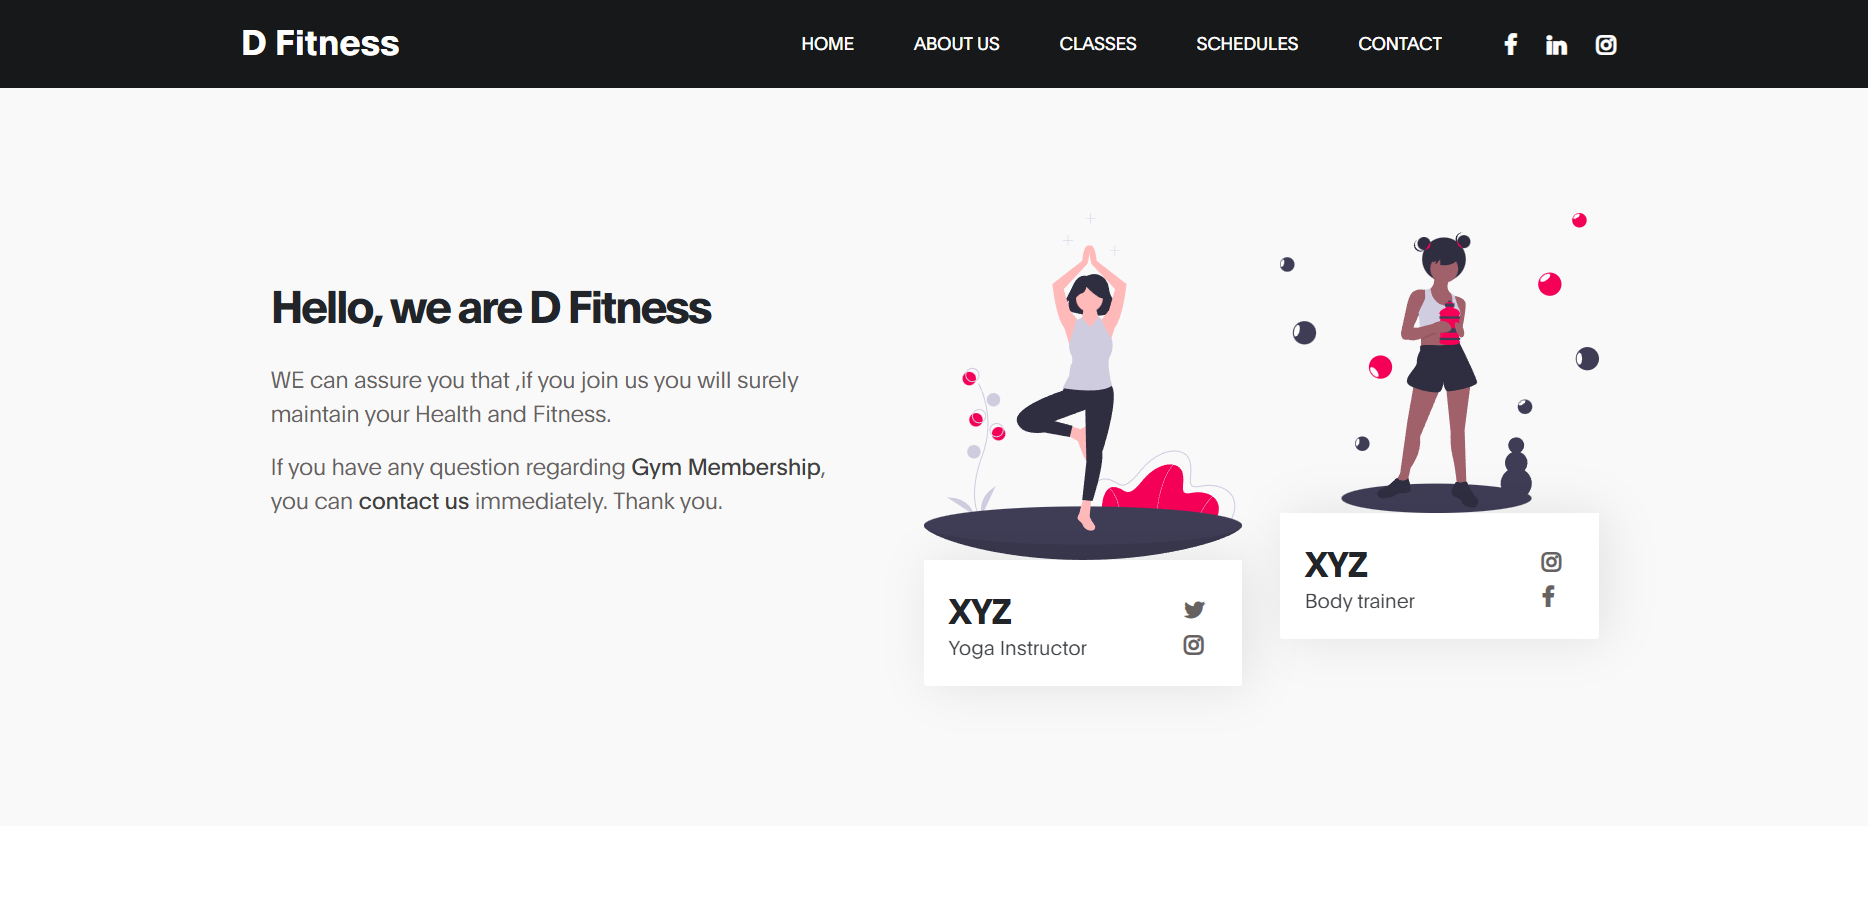 D Fitness
HOME ABOUT US CLASSES SCHEDULES CONTACT
Hello, we are D Fitness
WE can assure you that ,if you join us you will surely
maintain your Health and Fitness.
If you have any question regarding Gym Membership,
you can contact us immediately. Thank you.
XYZ
Yoga Instructor
XYZ
Body trainer